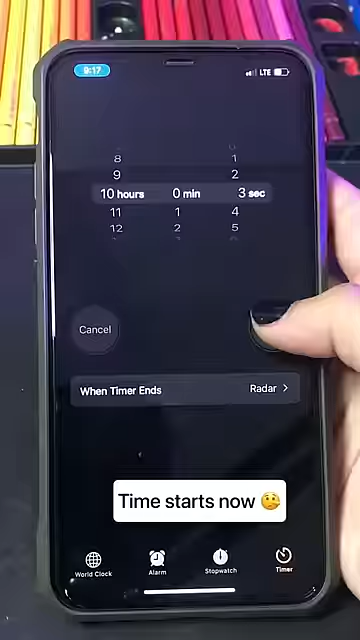 9:17
LTE
8
1
9
2
10 hours 0 min 3 sec
11 1 4
12 2 5
Cancel
When Timer Ends Radar
Time starts now 🤥
World Clock Alarm Stopwatch Timer